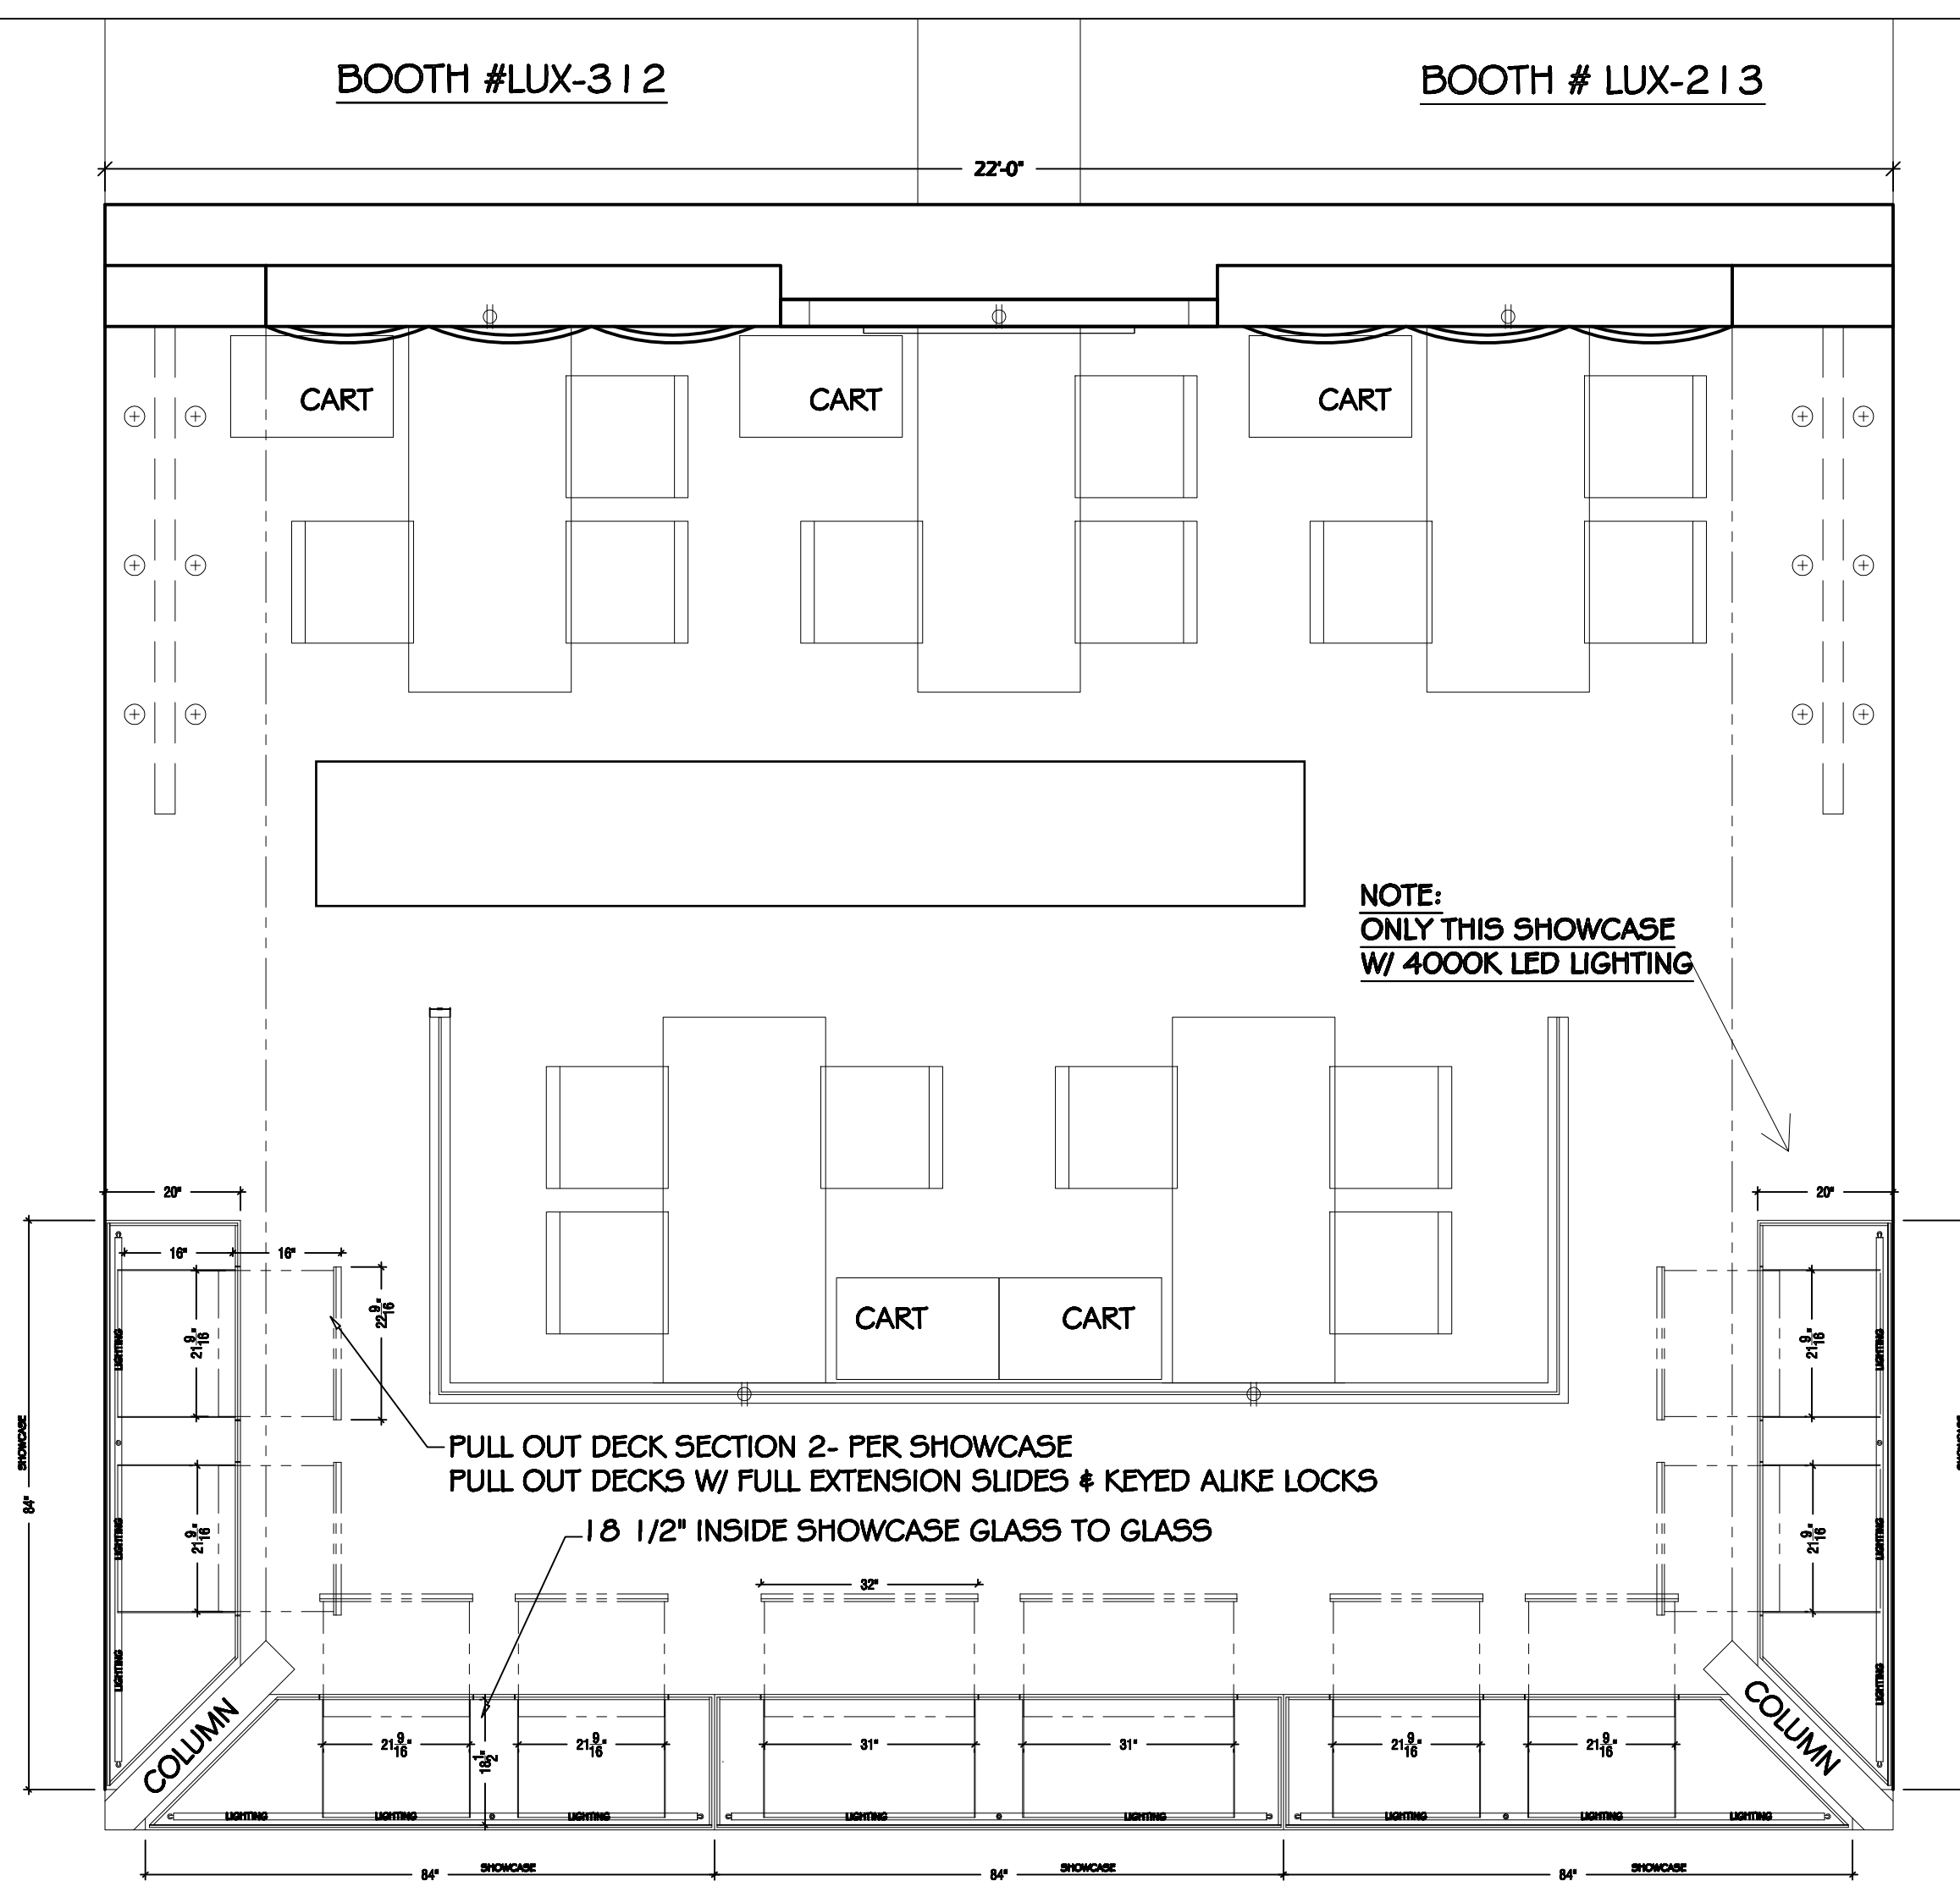 BOOTH #LUX-312
BOOTH # LUX-213
22'-0"
CART
CART
CART
NOTE:
ONLY THIS SHOWCASE
W/ 4000K LED LIGHTING
20"
20"
16"
16"
22 9/16"
21 9/16"
21 9/16"
LIGHTING
LIGHTING
CART
CART
SHOWCASE
84"
SHOWCASE
PULL OUT DECK SECTION 2- PER SHOWCASE
PULL OUT DECKS W/ FULL EXTENSION SLIDES & KEYED ALIKE LOCKS
18 1/2" INSIDE SHOWCASE GLASS TO GLASS
21 9/16"
21 9/16"
LIGHTING
LIGHTING
32"
LIGHTING
LIGHTING
COLUMN
COLUMN
21 9/16"
18 1/2"
21 9/16"
31"
31"
21 9/16"
21 9/16"
LIGHTING
LIGHTING
LIGHTING
LIGHTING
LIGHTING
LIGHTING
LIGHTING
LIGHTING
84"
SHOWCASE
84"
SHOWCASE
84"
SHOWCASE